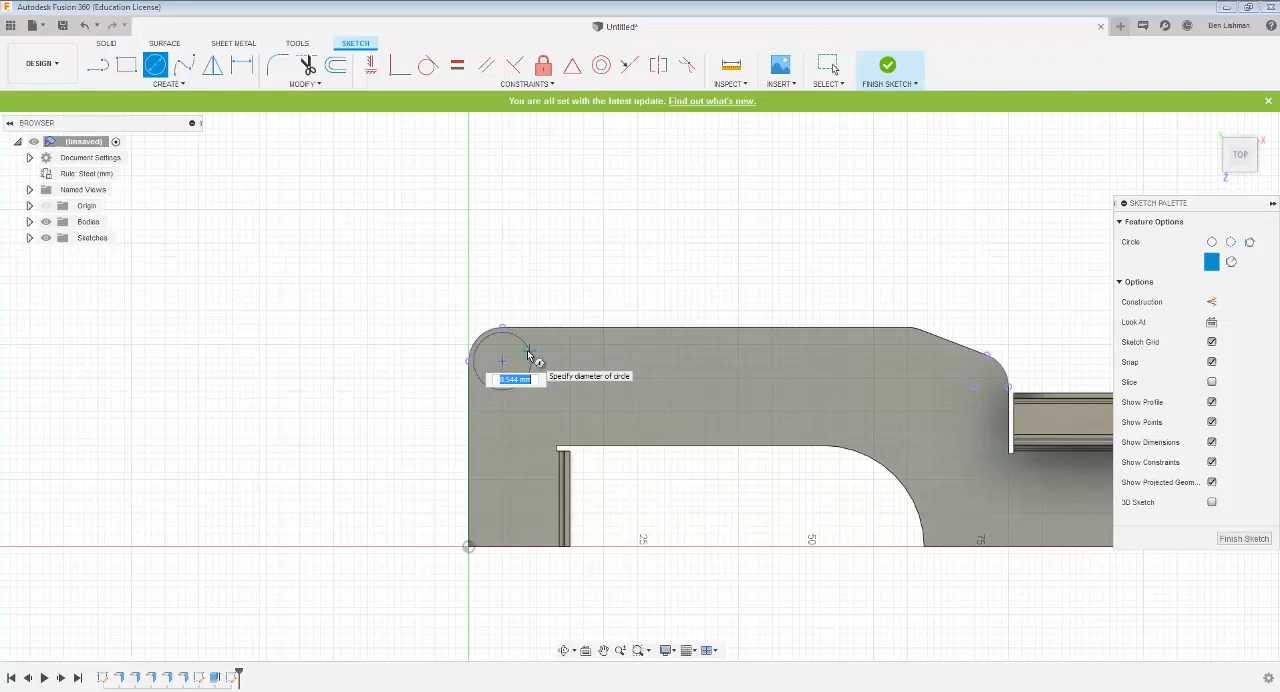 Autodesk Fusion 360 (Education License)
Untitled*
Ben Lishman
DESIGN
SOLID
SURFACE
SHEET METAL
TOOLS
SKETCH
CREATE
MODIFY
CONSTRAINTS
INSPECT
INSERT
SELECT
FINISH SKETCH
You are all set with the latest update. Find out what's new.
BROWSER
(Unsaved)
Document Settings
Rule: Steel (mm)
Named Views
Origin
Bodies
Sketches
TOP
X
Y
Z
SKETCH PALETTE
Feature Options
Circle
Options
Construction
Look At
Sketch Grid
Snap
Slice
Show Profile
Show Points
Show Dimensions
Show Constraints
Show Projected Geom...
3D Sketch
Finish Sketch
8.544 mm
Specify diameter of circle
25
50
75